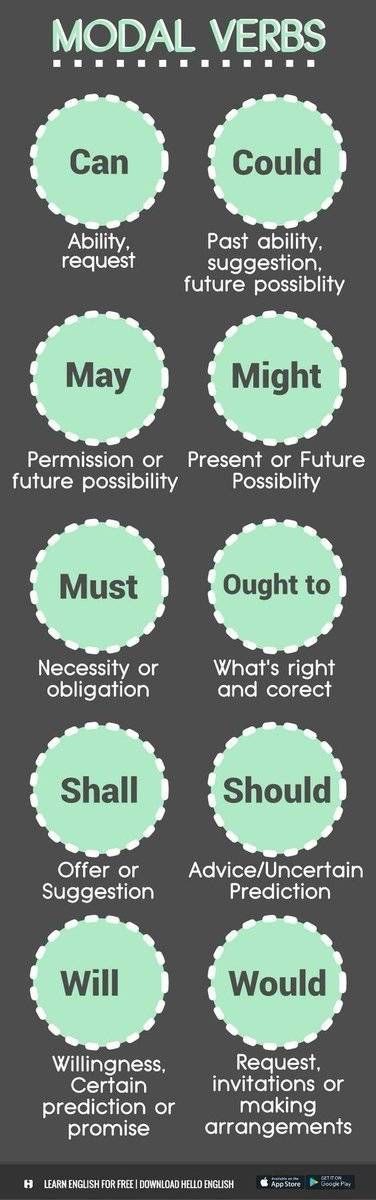 MODAL VERBS
Can
Could
Ability,
request
Past ability,
suggestion,
future possiblity
May
Might
Permission or
future possibility
Present or Future
Possiblity
Must
Ought to
Necessity or
obligation
What's right
and corect
Shall
Should
Offer or
Suggestion
Advice/Uncertain
Prediction
Will
Would
Willingness,
Certain
prediction or
promise
Request,
invitations or
making
arrangements
H LEARN ENGLISH FOR FREE | DOWNLOAD HELLO ENGLISH
Available on the
App Store
GET IT ON
Google Play